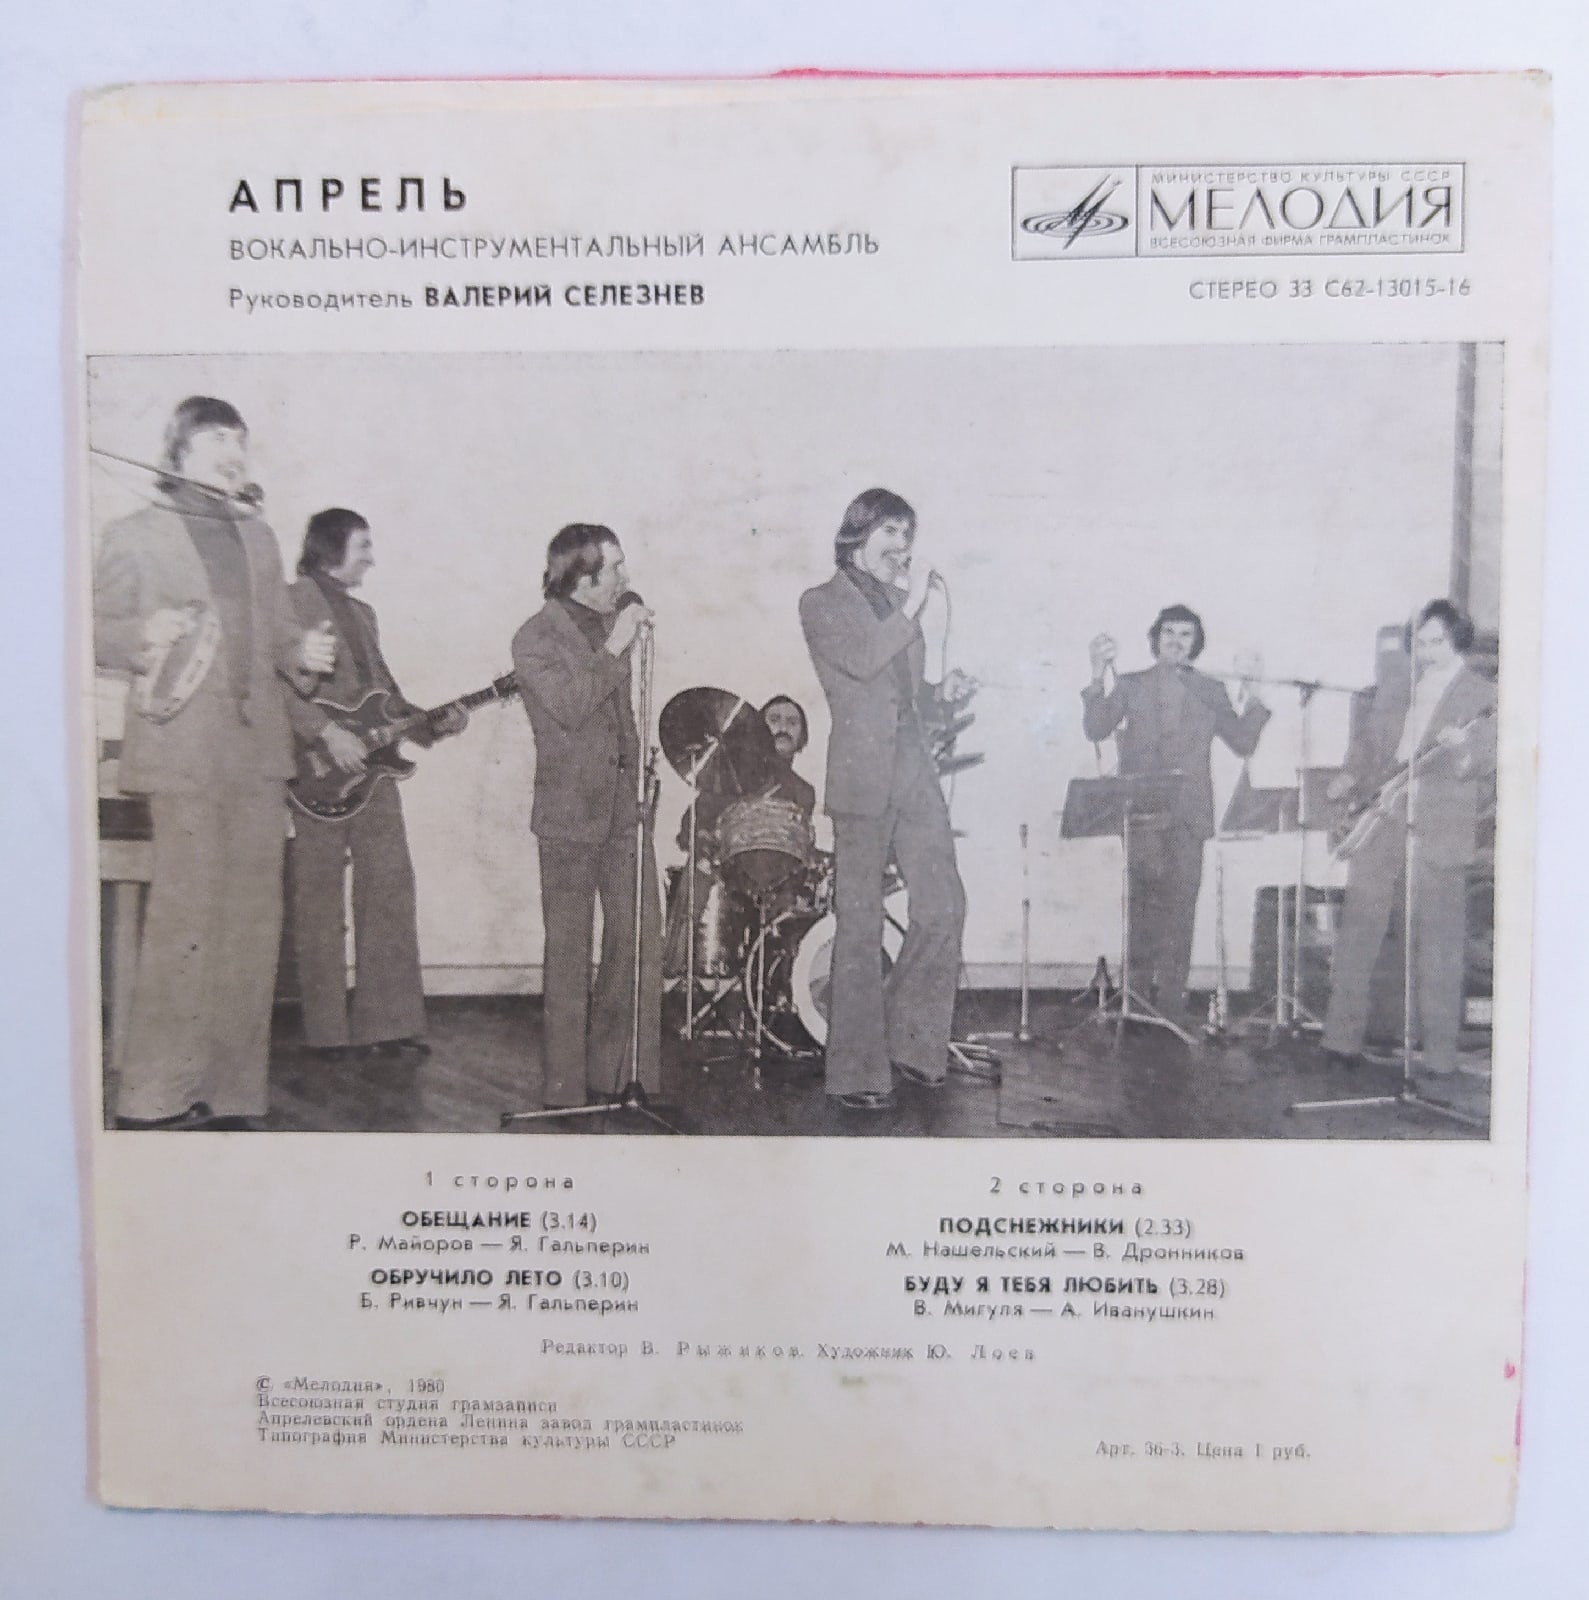 АПРЕЛЬ
ВОКАЛЬНО-ИНСТРУМЕНТАЛЬНЫЙ АНСАМБЛЬ
Руководитель ВАЛЕРИЙ СЕЛЕЗНЕВ
МИНИСТЕРСТВО КУЛЬТУРЫ СССР
МЕЛОДИЯ
ВСЕСОЮЗНАЯ ФИРМА ГРАМПЛАСТИНОК
СТЕРЕО 33 С62-13015-16
1 сторона
ОБЕЩАНИЕ (3.14)
Р. Майоров — Я. Гальперин
ОБРУЧИЛО ЛЕТО (3.10)
Б. Ривчун — Я. Гальперин
2 сторона
ПОДСНЕЖНИКИ (2.33)
М. Нашельский — В. Дронников
БУДУ Я ТЕБЯ ЛЮБИТЬ (3.28)
В. Мигуля — А. Иванушкин
Редактор В. Рыжиков. Художник Ю. Лоев
© «Мелодия», 1980
Всесоюзная студия грамзаписи
Апрелевский ордена Ленина завод грампластинок
Типография Министерства культуры СССР
Арт. 36-3. Цена 1 руб.